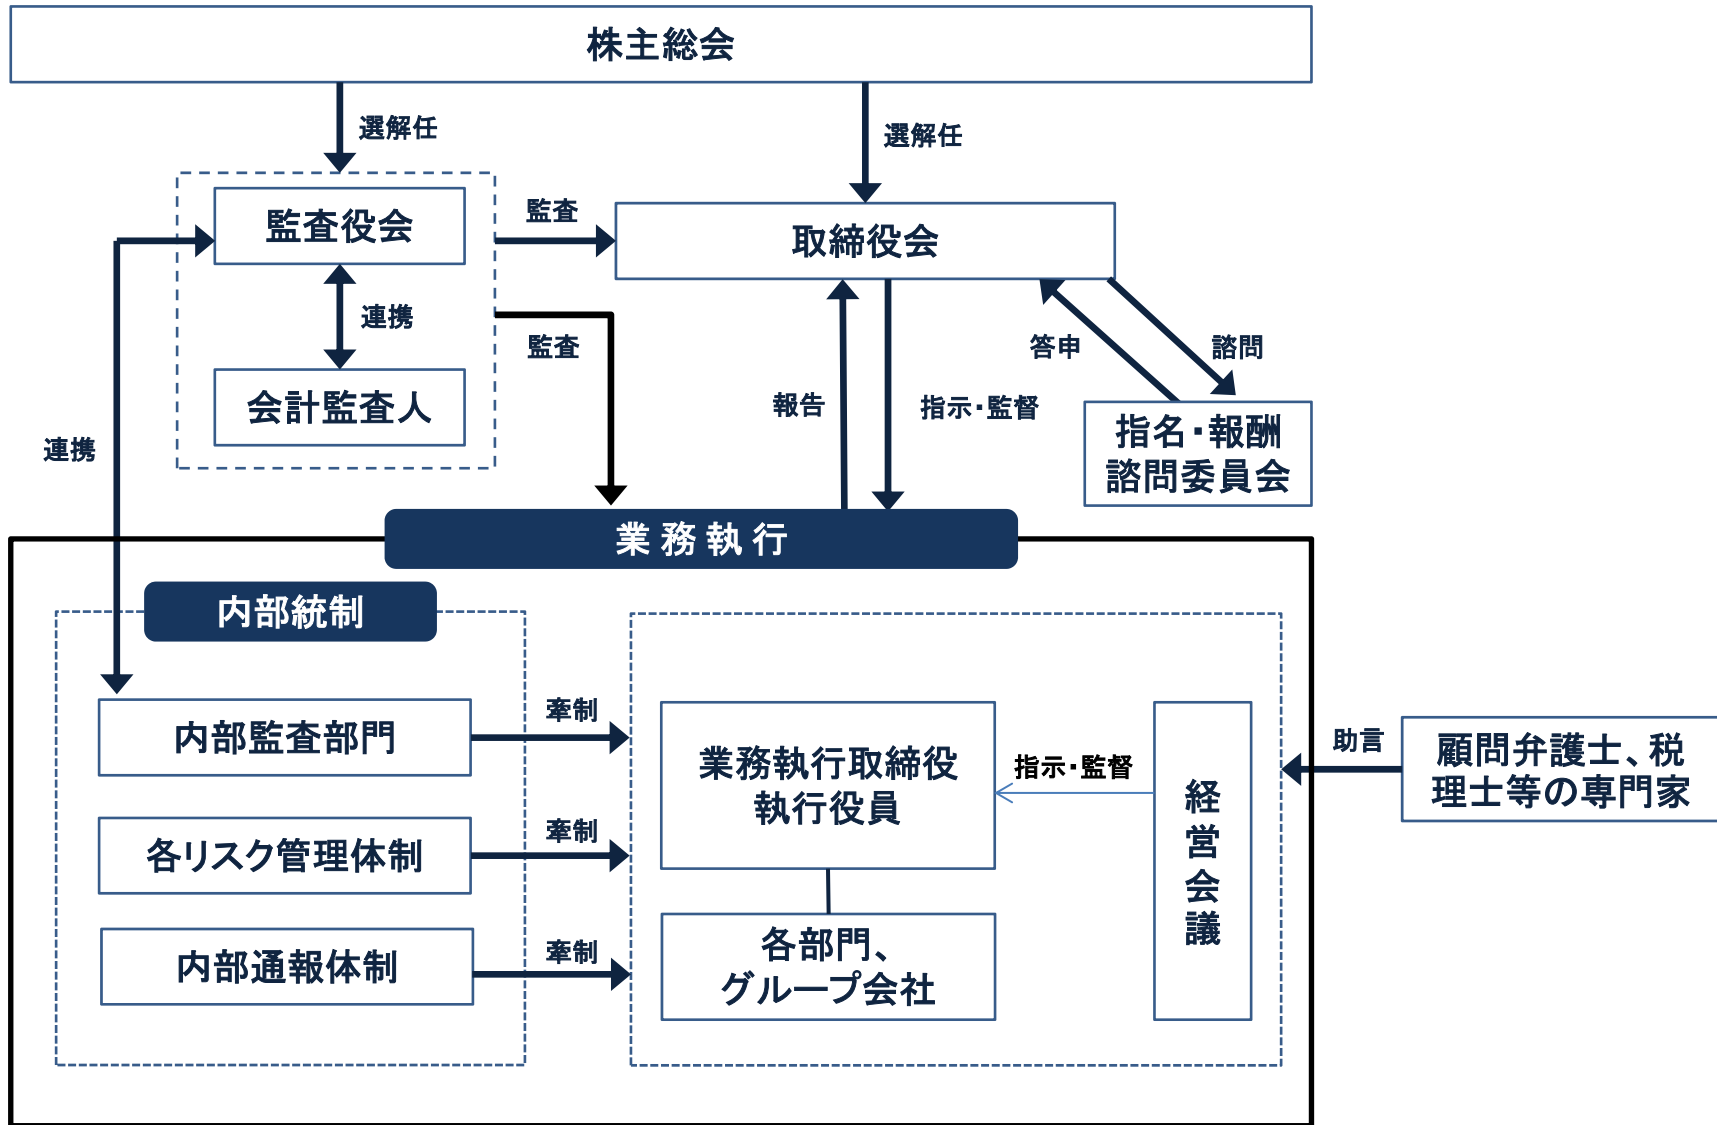 株主総会
選解任
選解任
監査役会
監査
取締役会
連携
監査
答申
諮問
会計監査人
報告
指示・監督
指名・報酬
諮問委員会
連携
業務執行
内部統制
内部監査部門
牽制
業務執行取締役
執行役員
指示・監督
経営会議
助言
顧問弁護士、税
理士等の専門家
各リスク管理体制
牽制
内部通報体制
牽制
各部門、
グループ会社